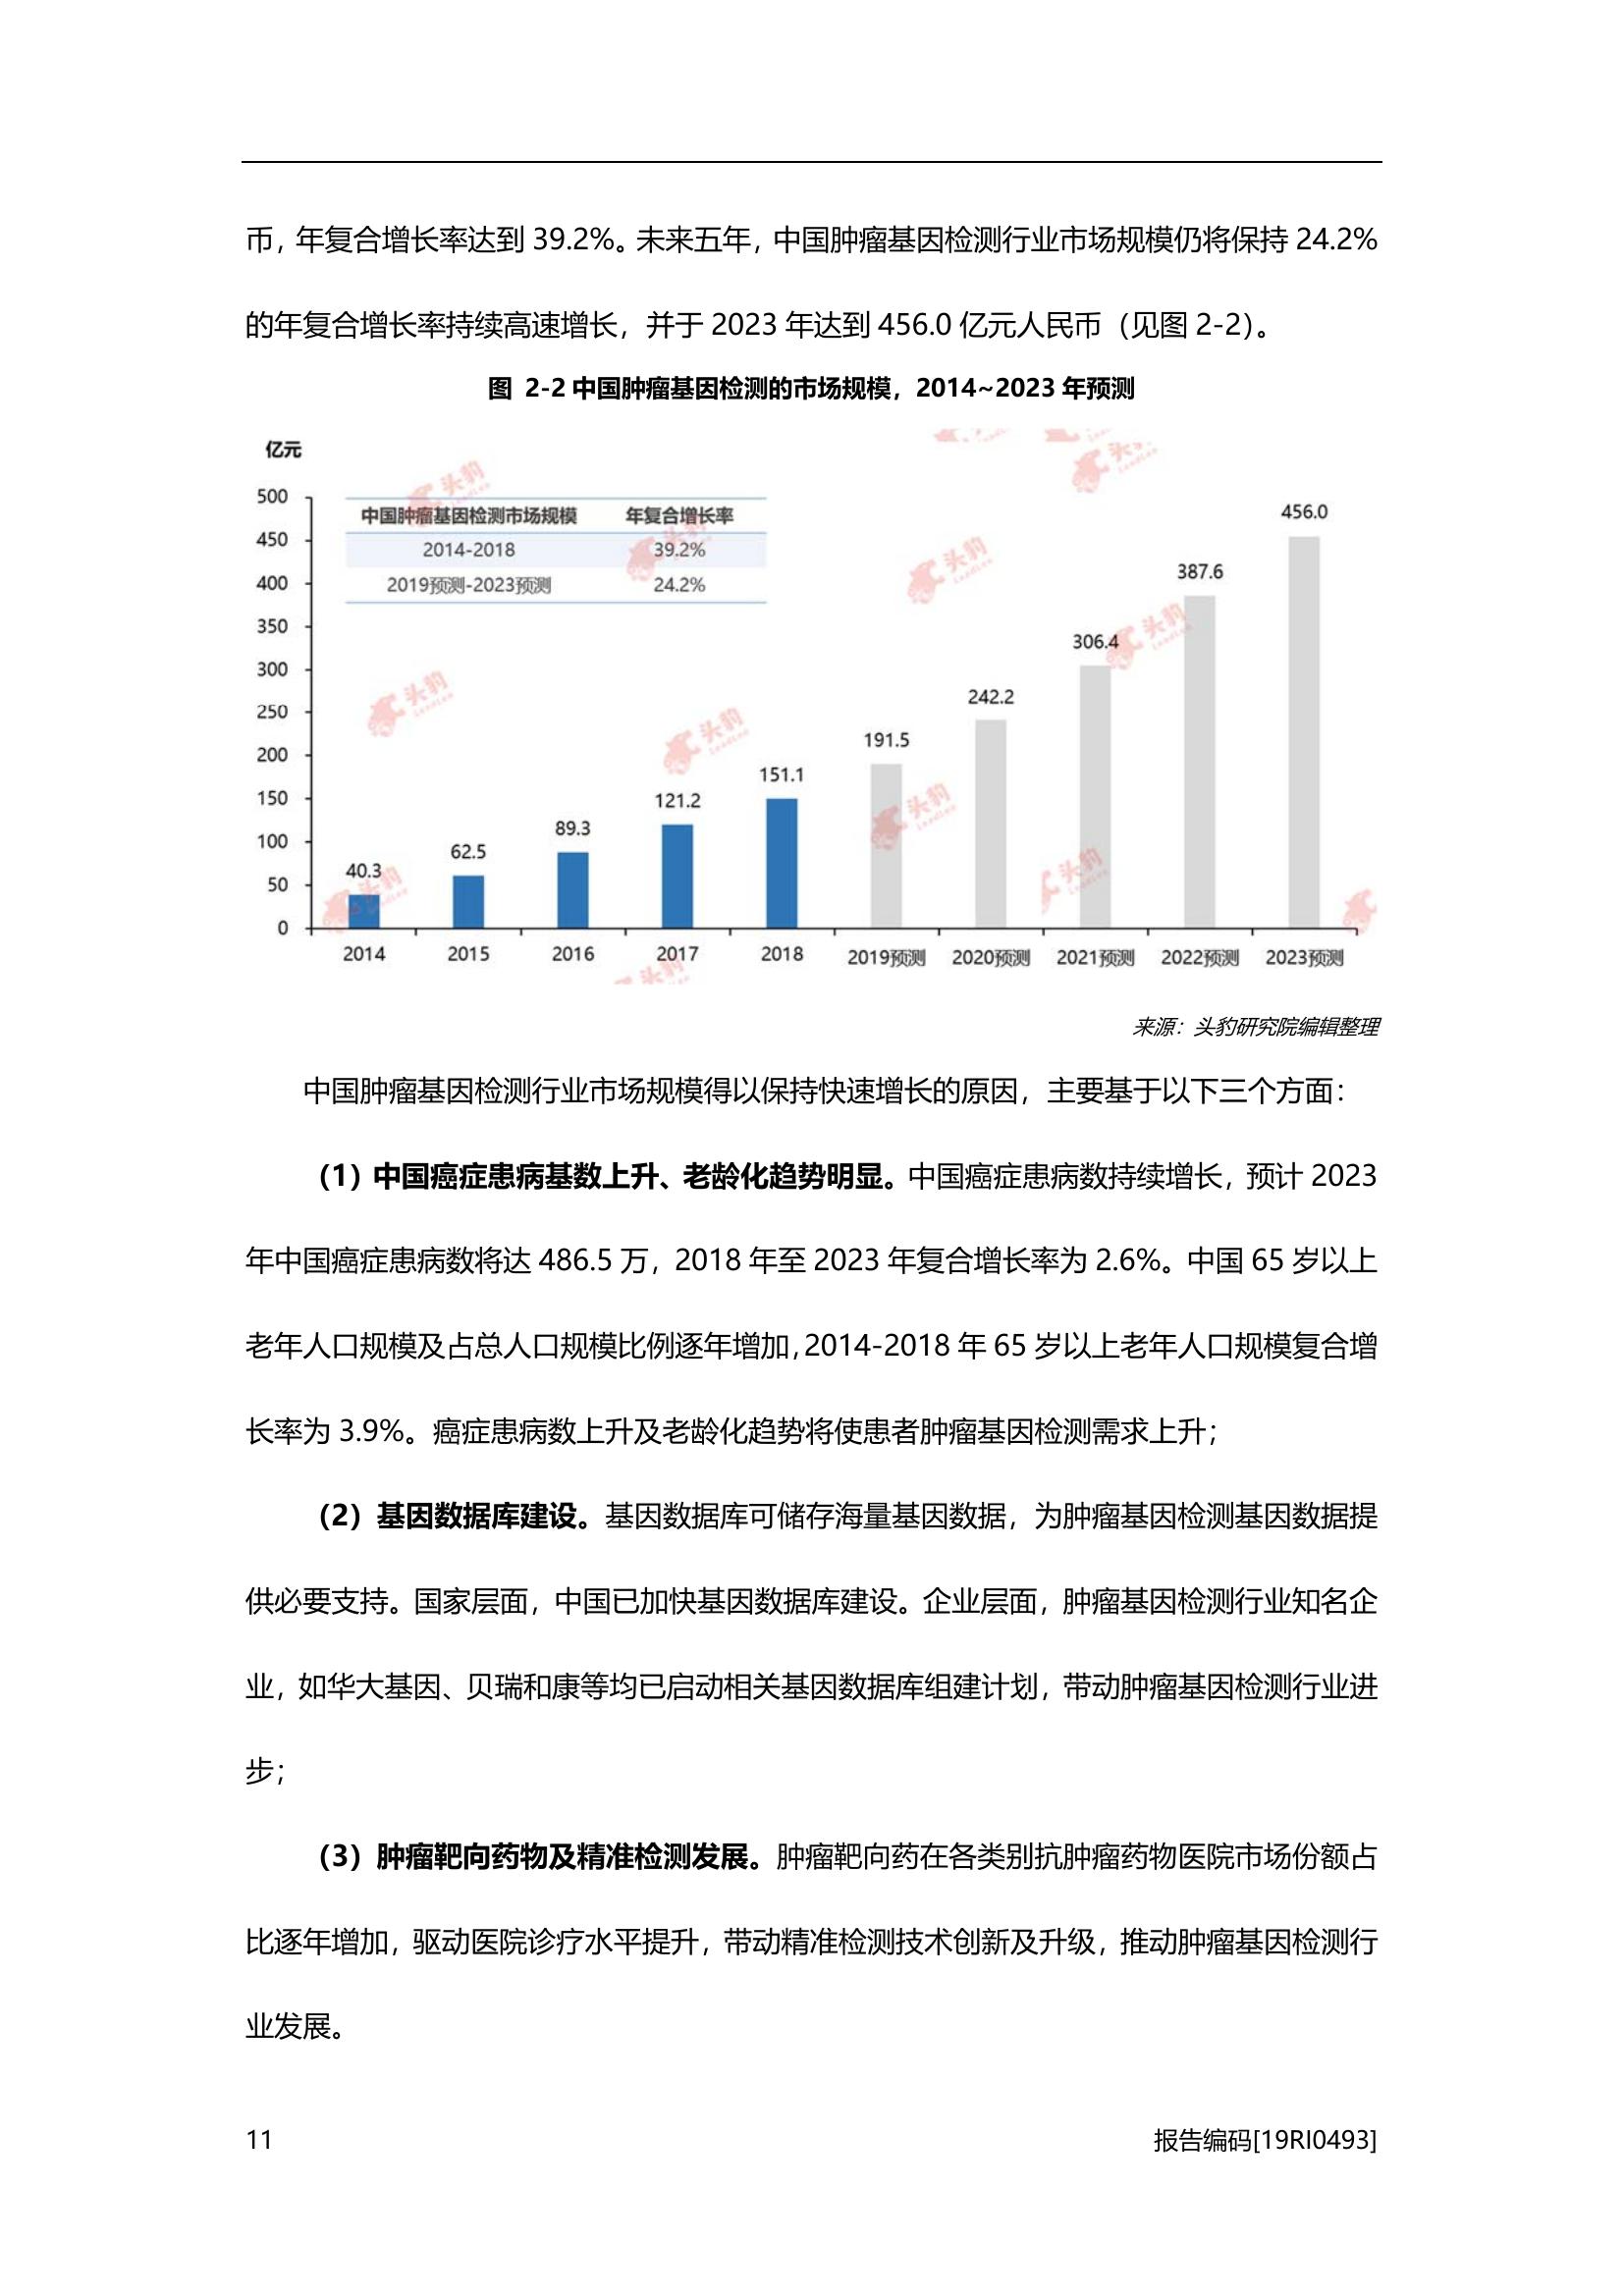 币，年复合增长率达到 39.2%。未来五年，中国肿瘤基因检测行业市场规模仍将保持 24.2%
的年复合增长率持续高速增长，并于 2023 年达到 456.0 亿元人民币（见图 2-2）。
图 2-2 中国肿瘤基因检测的市场规模，2014~2023 年预测
亿元
中国肿瘤基因检测市场规模 年复合增长率
2014-2018 39.2%
2019预测-2023预测 24.2%
500
450
400
350
300
250
200
150
100
50
0
40.3
62.5
89.3
121.2
151.1
191.5
242.2
306.4
387.6
456.0
2014 2015 2016 2017 2018 2019预测 2020预测 2021预测 2022预测 2023预测
头豹
LeadLeo
来源：头豹研究院编辑整理
中国肿瘤基因检测行业市场规模得以保持快速增长的原因，主要基于以下三个方面：
（1）中国癌症患病基数上升、老龄化趋势明显。中国癌症患病数持续增长，预计 2023
年中国癌症患病数将达 486.5 万，2018 年至 2023 年复合增长率为 2.6%。中国 65 岁以上
老年人口规模及占总人口规模比例逐年增加，2014-2018 年 65 岁以上老年人口规模复合增
长率为 3.9%。癌症患病数上升及老龄化趋势将使患者肿瘤基因检测需求上升；
（2）基因数据库建设。基因数据库可储存海量基因数据，为肿瘤基因检测基因数据提
供必要支持。国家层面，中国已加快基因数据库建设。企业层面，肿瘤基因检测行业知名企
业，如华大基因、贝瑞和康等均已启动相关基因数据库组建计划，带动肿瘤基因检测行业进
步；
（3）肿瘤靶向药物及精准检测发展。肿瘤靶向药在各类别抗肿瘤药物医院市场份额占
比逐年增加，驱动医院诊疗水平提升，带动精准检测技术创新及升级，推动肿瘤基因检测行
业发展。
11 报告编码[19RI0493]